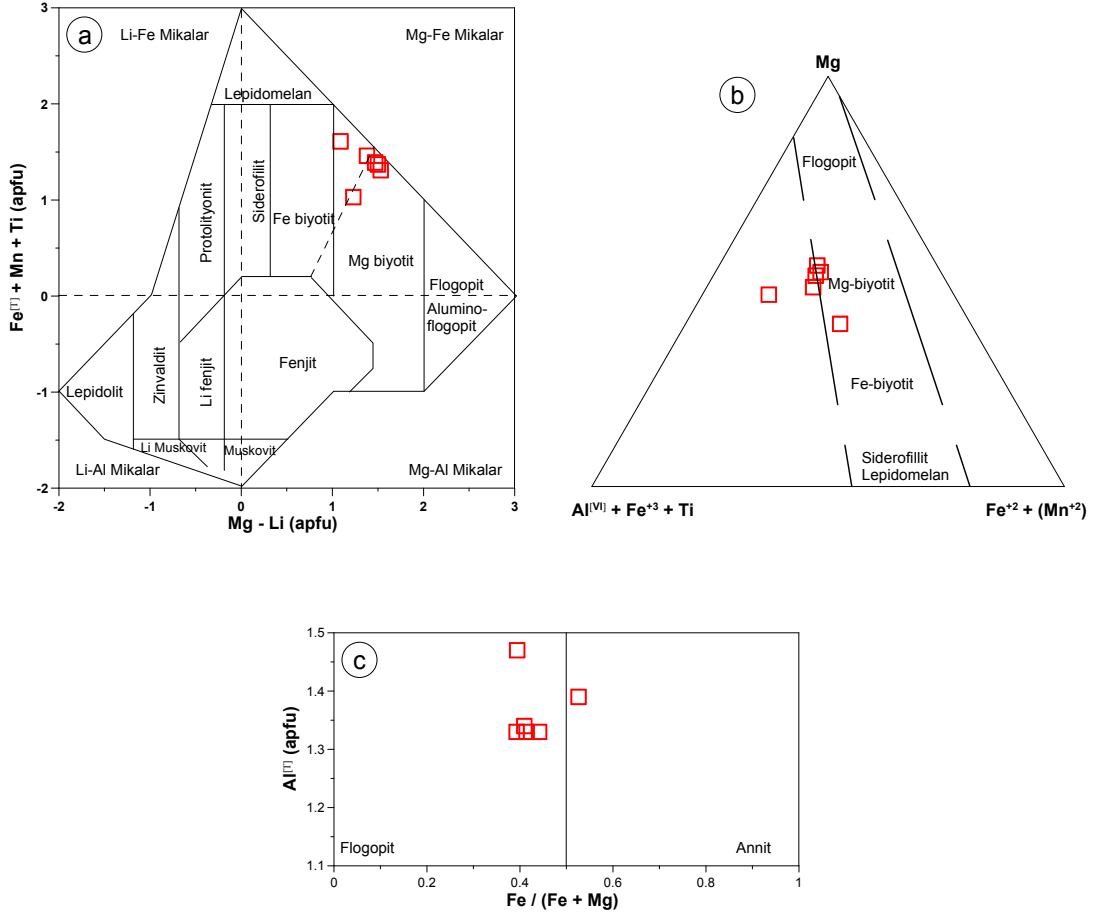 a
Li-Fe Mikalar
Mg-Fe Mikalar
Lepidomelan
Protolityonit
Siderofilit
Fe biyotit
Mg biyotit
Flogopit
Alumino-
flogopit
Fenjit
Li fenjit
Zinvaldit
Lepidolit
Li Muskovit
Muskovit
Li-Al Mikalar
Mg-Al Mikalar
3
2
1
0
-1
-2
Fe[T] + Mn + Ti (apfu)
-2
-1
0
1
2
3
Mg - Li (apfu)
b
Mg
Flogopit
Mg-biyotit
Fe-biyotit
Siderofillit
Lepidomelan
Al[VI] + Fe+3 + Ti
Fe+2 + (Mn+2)
c
1.5
1.4
1.3
1.2
1.1
Al[T] (apfu)
Flogopit
Annit
0
0.2
0.4
0.6
0.8
1
Fe / (Fe + Mg)